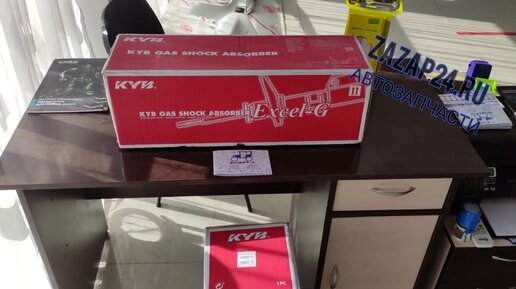 KYB GAS SHOCK ABSORBER
KYB
KYB GAS SHOCK ABSORBER
Excel-G
ZAZAP24.RU
АВТОЗАПЧАСТИ
KYB
1PC